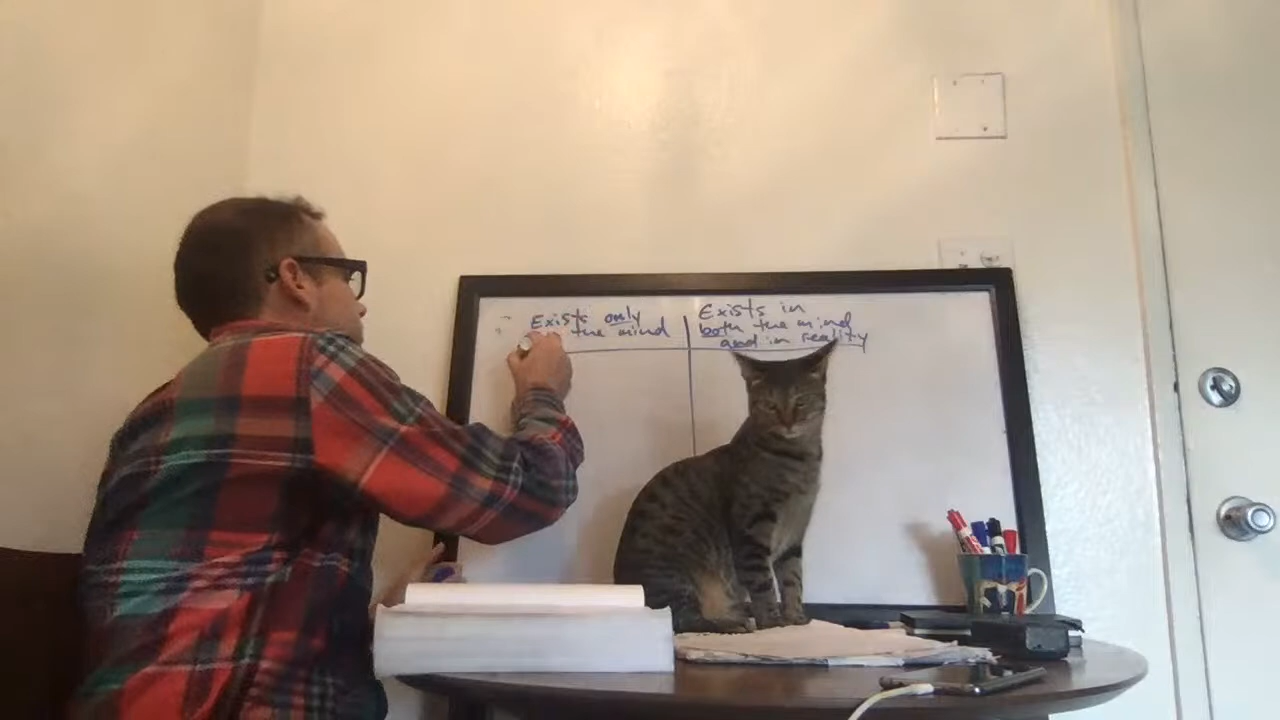 Exists only
the mind
Exists in
both the mind
and in reality